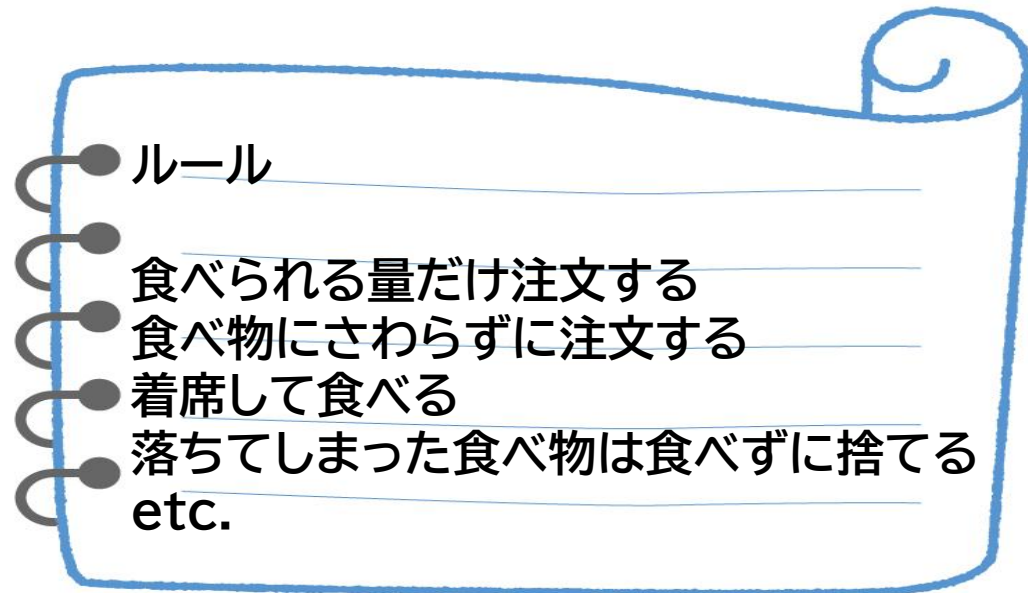 ルール
食べられる量だけ注文する
食べ物にさわらずに注文する
着席して食べる
落ちてしまった食べ物は食べずに捨てる
etc.